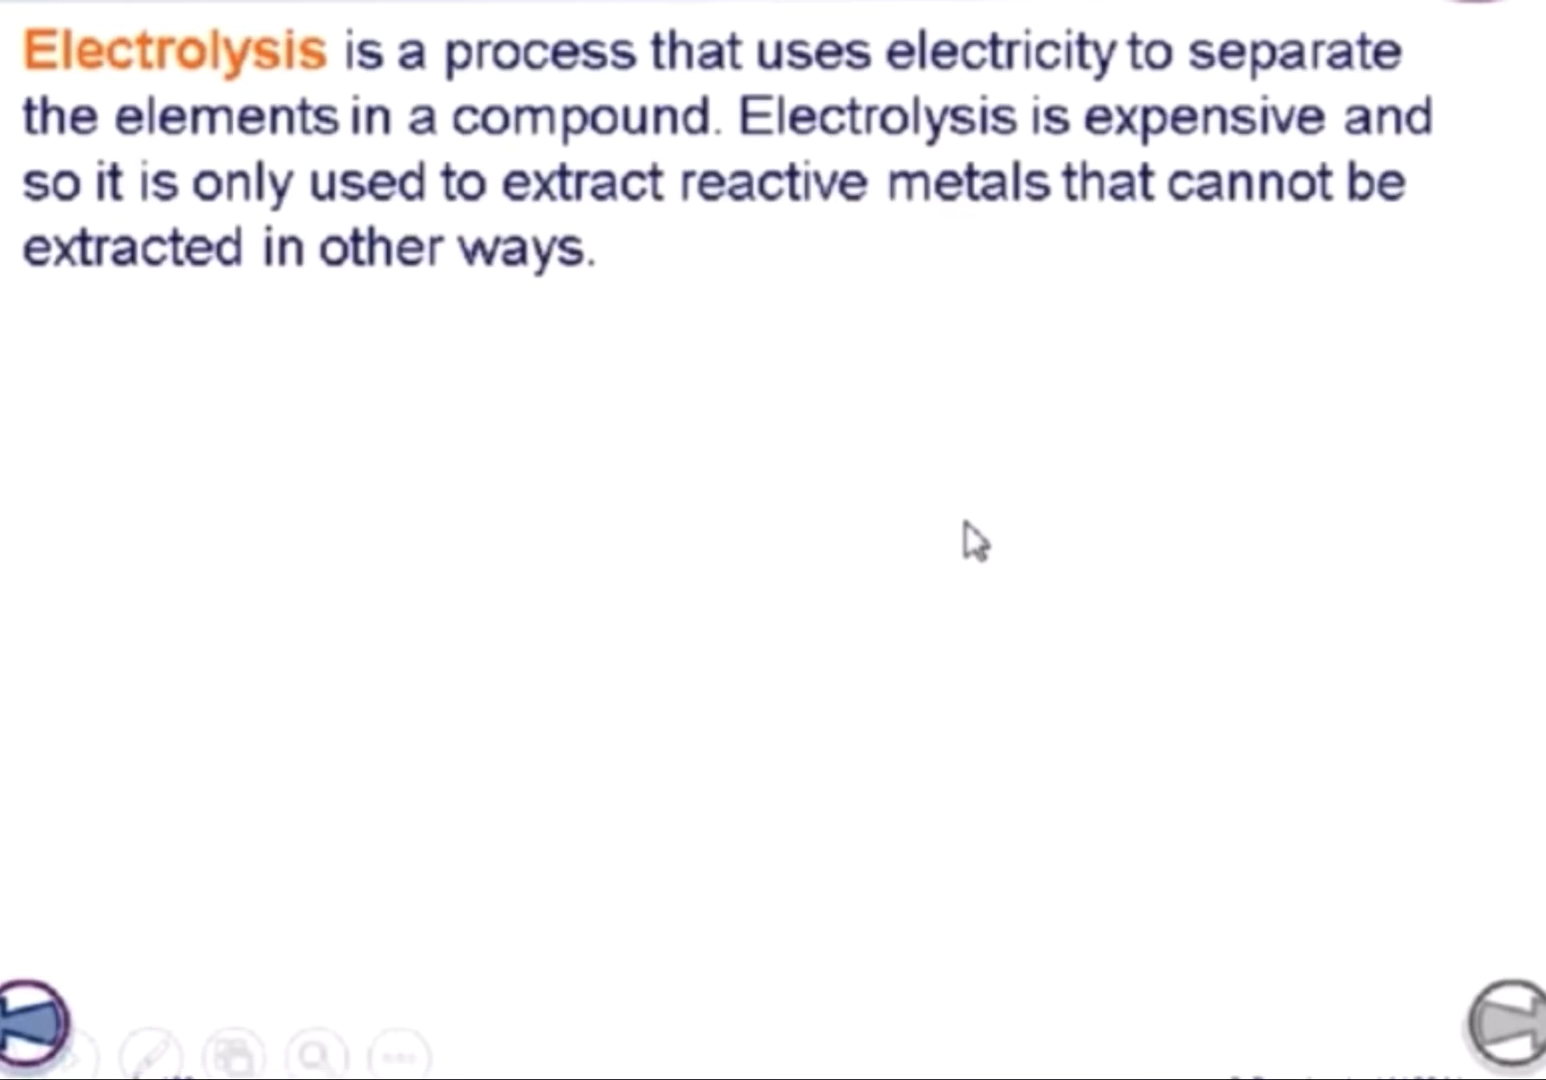 Electrolysis is a process that uses electricity to separate
the elements in a compound. Electrolysis is expensive and
so it is only used to extract reactive metals that cannot be
extracted in other ways.